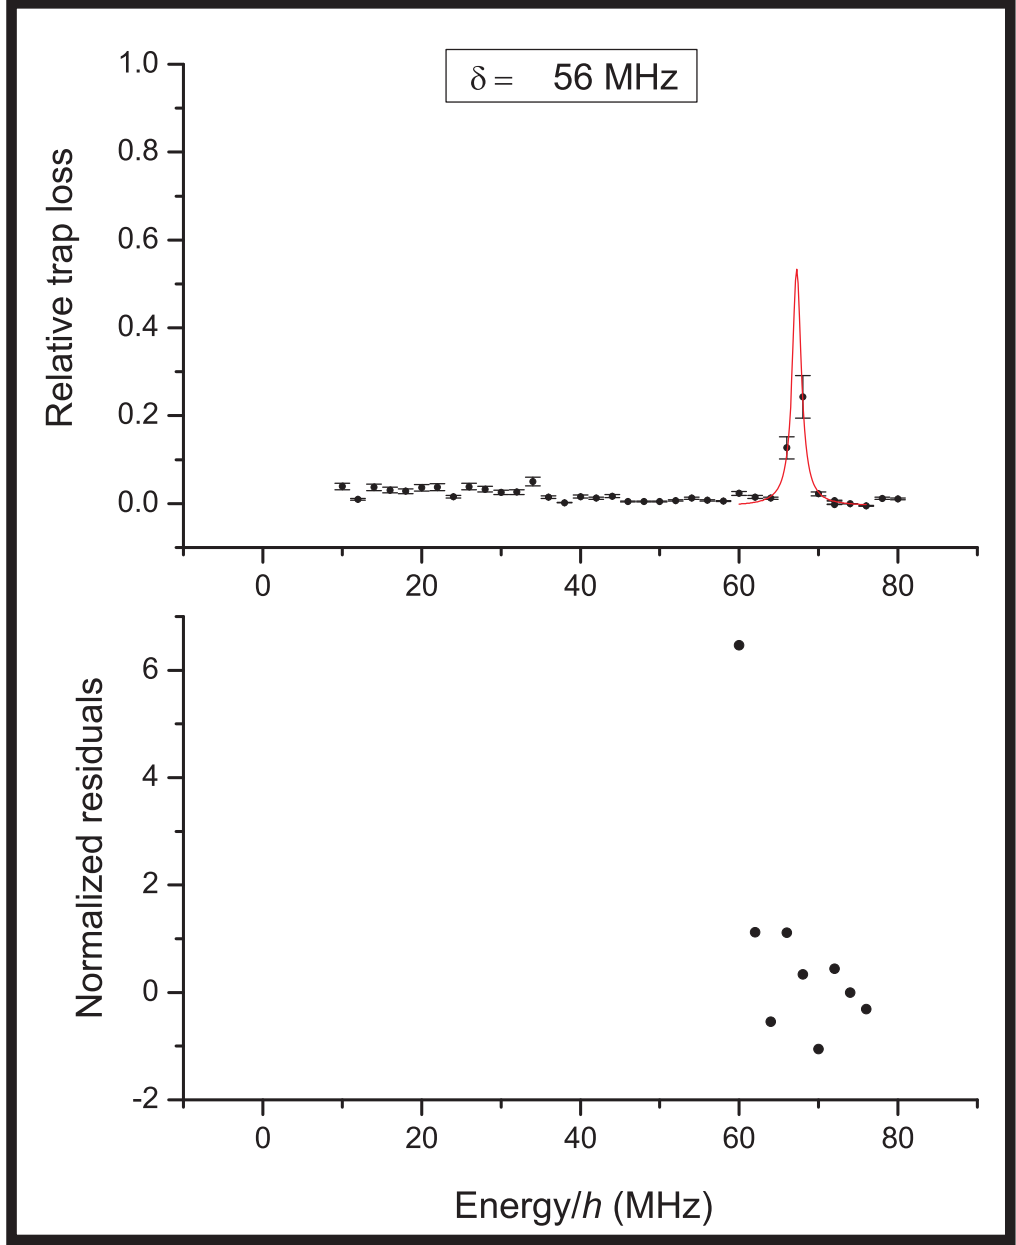 δ = 56 MHz
Relative trap loss
1.0
0.8
0.6
0.4
0.2
0.0
0 20 40 60 80
Normalized residuals
6
4
2
0
-2
0 20 40 60 80
Energy/h (MHz)